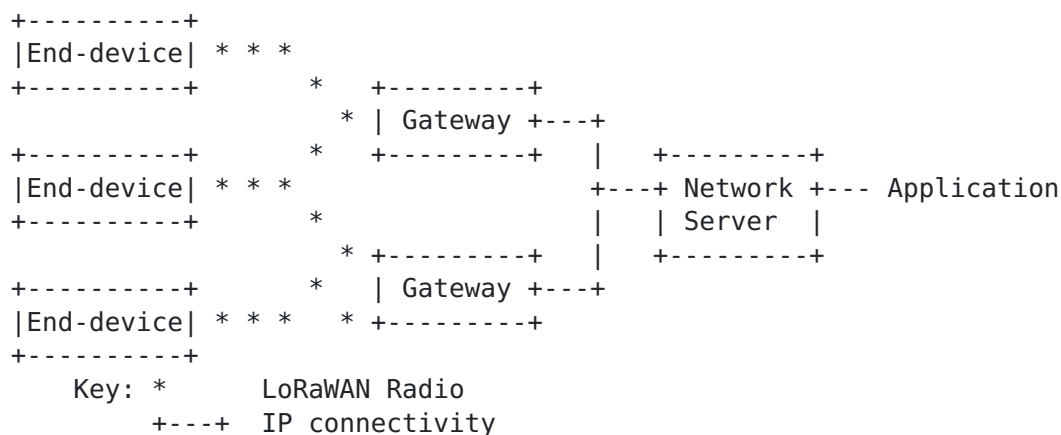 +----------+
|End-device| * * *
+----------+       *   +---------+
                     * | Gateway +---+
+----------+       *   +---------+   |   +---------+
|End-device| * * *                   +---+ Network +--- Application
+----------+       *                 |   | Server  |
                     * +---------+   |   +---------+
+----------+       *   | Gateway +---+
|End-device| * * *   * +---------+
+----------+
    Key: *      LoRaWAN Radio
         +---+  IP connectivity